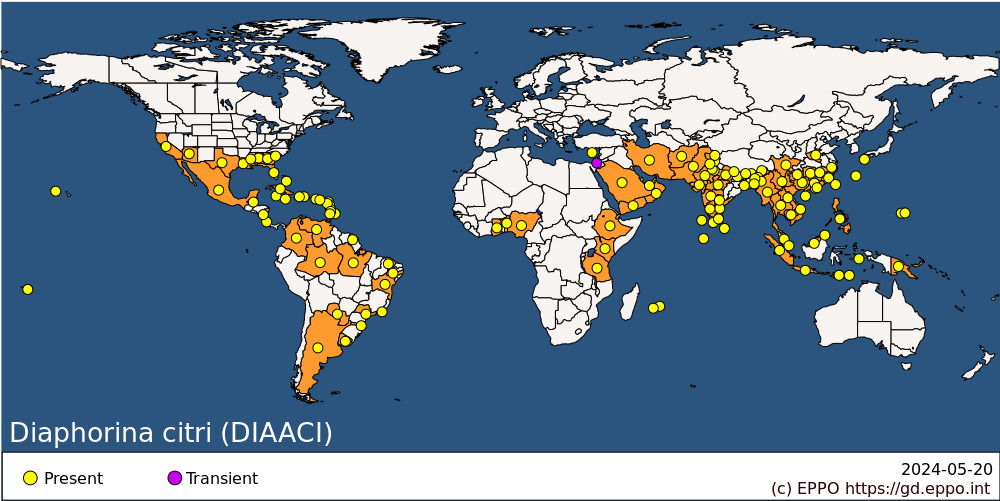 Diaphorina citri (DIAACI)
Present
Transient
2024-05-20
(c) EPPO https://gd.eppo.int